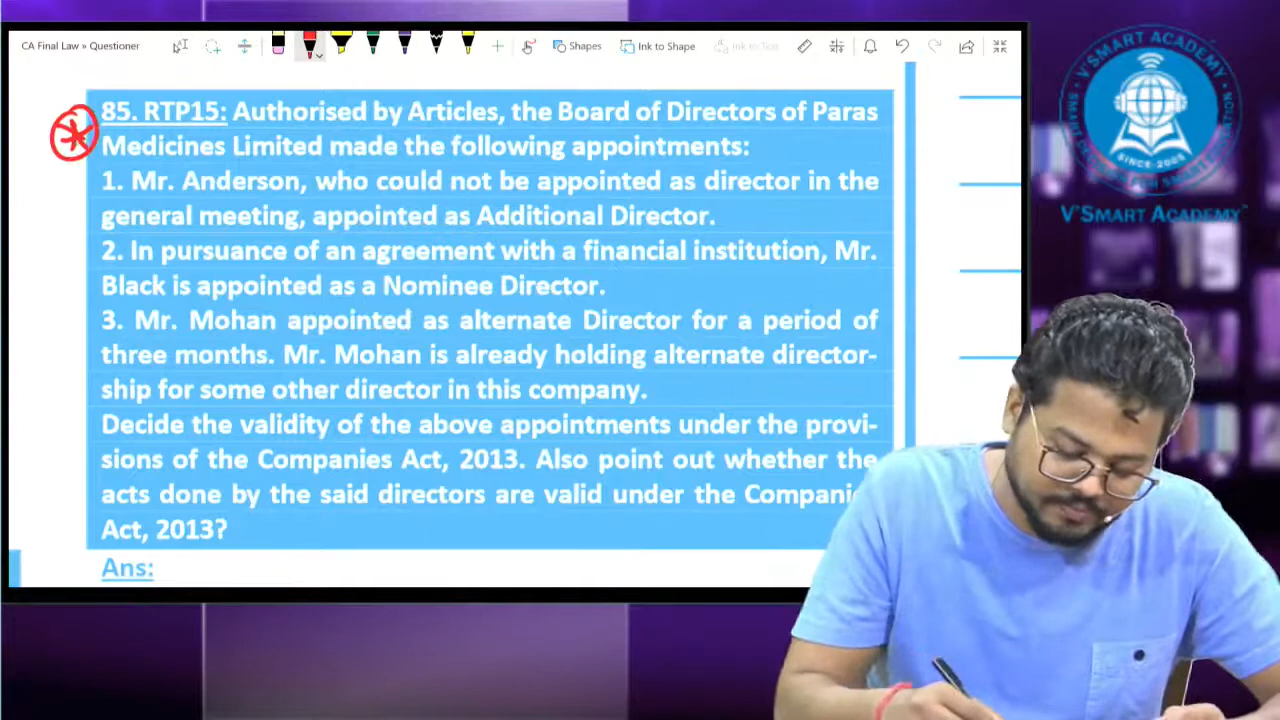 CA Final Law » Questioner
Shapes
Ink to Shape
Ink to Text
85. RTP15: Authorised by Articles, the Board of Directors of Paras
Medicines Limited made the following appointments:
1. Mr. Anderson, who could not be appointed as director in the
general meeting, appointed as Additional Director.
2. In pursuance of an agreement with a financial institution, Mr.
Black is appointed as a Nominee Director.
3. Mr. Mohan appointed as alternate Director for a period of
three months. Mr. Mohan is already holding alternate director-
ship for some other director in this company.
Decide the validity of the above appointments under the provi-
sions of the Companies Act, 2013. Also point out whether the
acts done by the said directors are valid under the Companie
Act, 2013?
Ans:
V'SMART ACADEMY
SINCE-2005
V'SMART ACADEMY